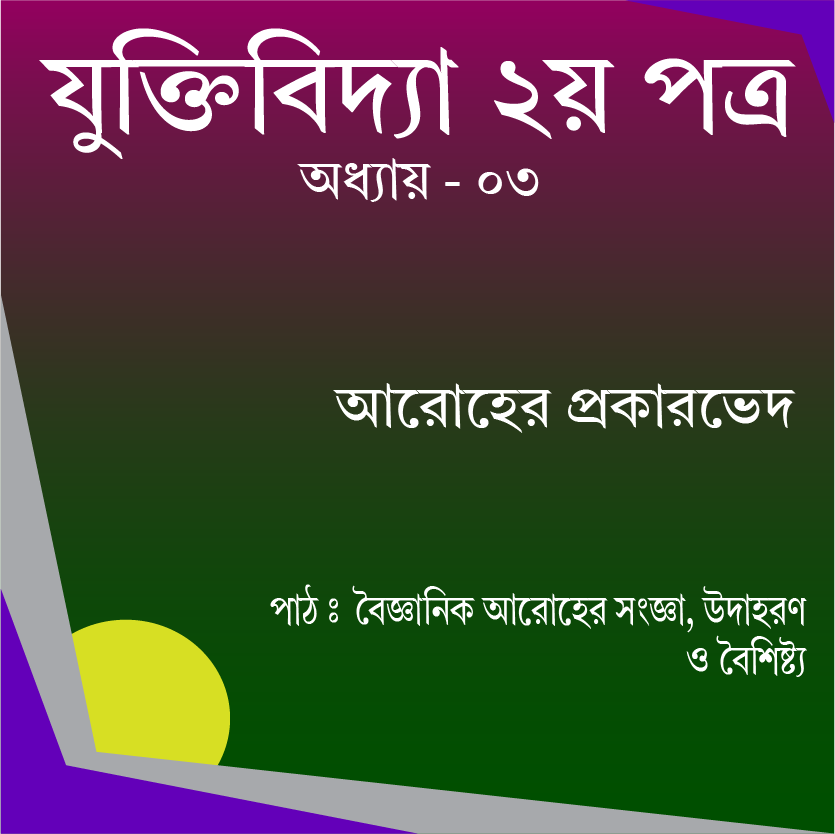 যুক্তিবিদ্যা ২য় পত্র
অধ্যায় - ০৩
আরোহের প্রকারভেদ
পাঠ ঃ বৈজ্ঞানিক আরোহের সংজ্ঞা, উদাহরণ
ও বৈশিষ্ট্য